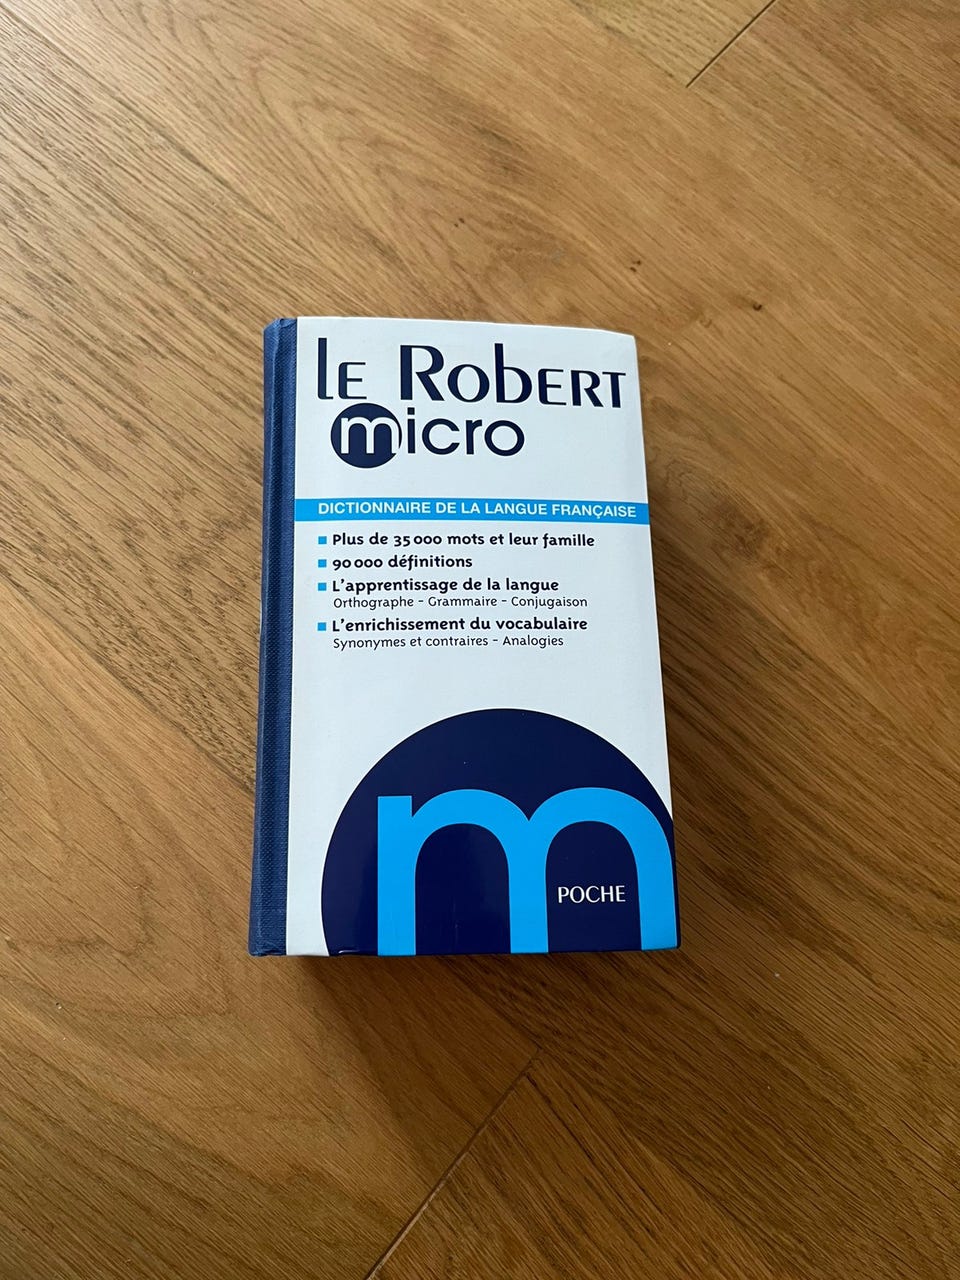 le Robert
micro
DICTIONNAIRE DE LA LANGUE FRANÇAISE
Plus de 35 000 mots et leur famille
90 000 définitions
L'apprentissage de la langue
Orthographe - Grammaire - Conjugaison
L'enrichissement du vocabulaire
Synonymes et contraires - Analogies
m
POCHE